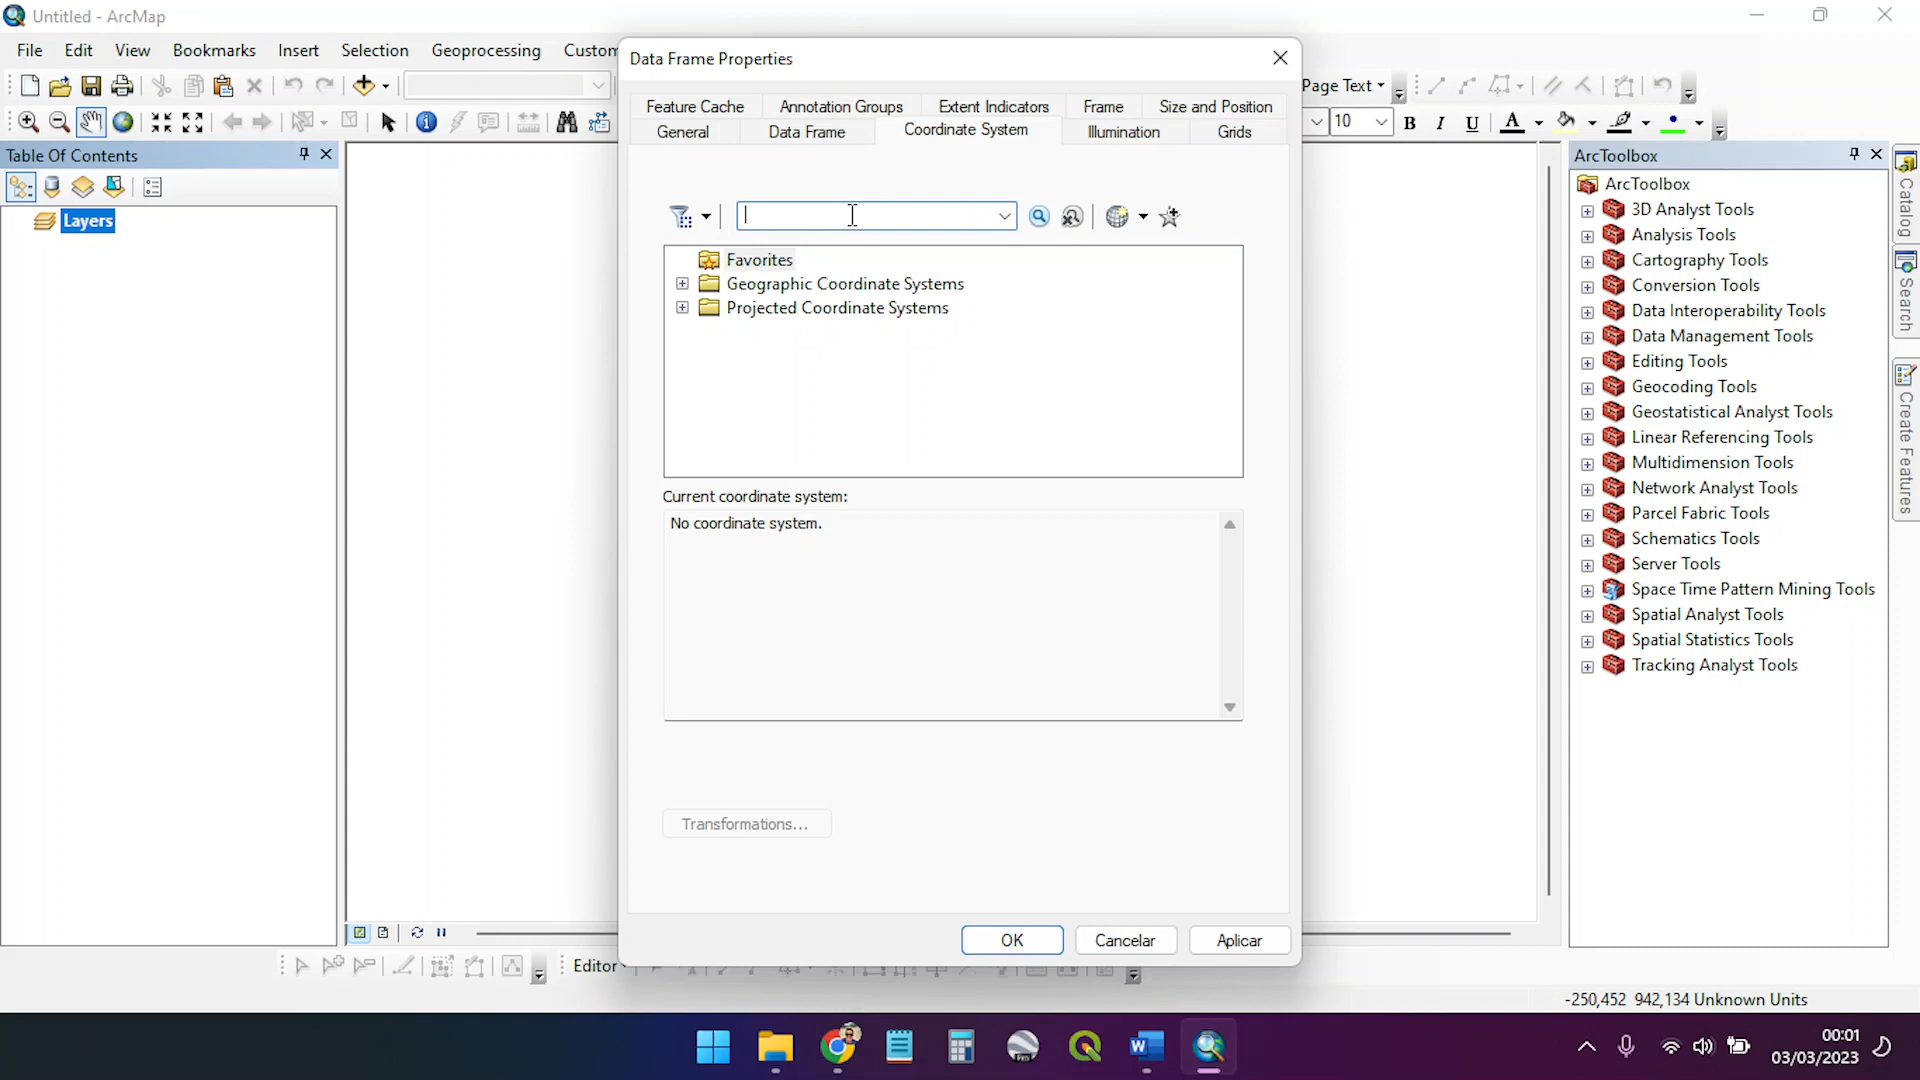 Untitled - ArcMap
File Edit View Bookmarks Insert Selection Geoprocessing Custom
Page Text
10 B I U A
Table Of Contents
Layers
Data Frame Properties
Feature Cache Annotation Groups Extent Indicators Frame Size and Position
General Data Frame Coordinate System Illumination Grids
Favorites
Geographic Coordinate Systems
Projected Coordinate Systems
Current coordinate system:
No coordinate system.
Transformations...
OK Cancelar Aplicar
ArcToolbox
ArcToolbox
3D Analyst Tools
Analysis Tools
Cartography Tools
Conversion Tools
Data Interoperability Tools
Data Management Tools
Editing Tools
Geocoding Tools
Geostatistical Analyst Tools
Linear Referencing Tools
Multidimension Tools
Network Analyst Tools
Parcel Fabric Tools
Schematics Tools
Server Tools
Space Time Pattern Mining Tools
Spatial Analyst Tools
Spatial Statistics Tools
Tracking Analyst Tools
Catalog
Search
Create Features
Editor
-250,452 942,134 Unknown Units
Pro
W
00:01
03/03/2023